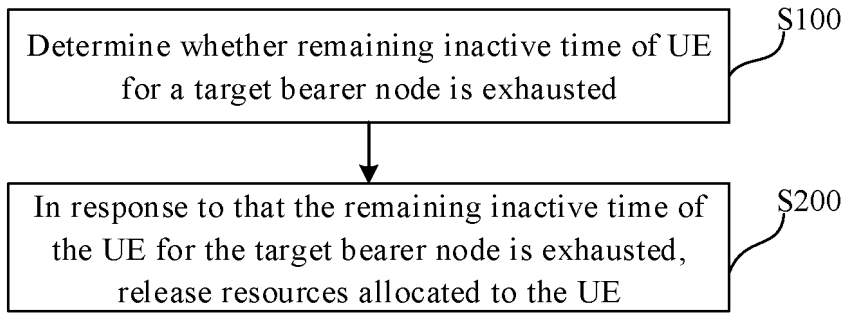 S100
Determine whether remaining inactive time of UE
for a target bearer node is exhausted
S200
In response to that the remaining inactive time of
the UE for the target bearer node is exhausted,
release resources allocated to the UE